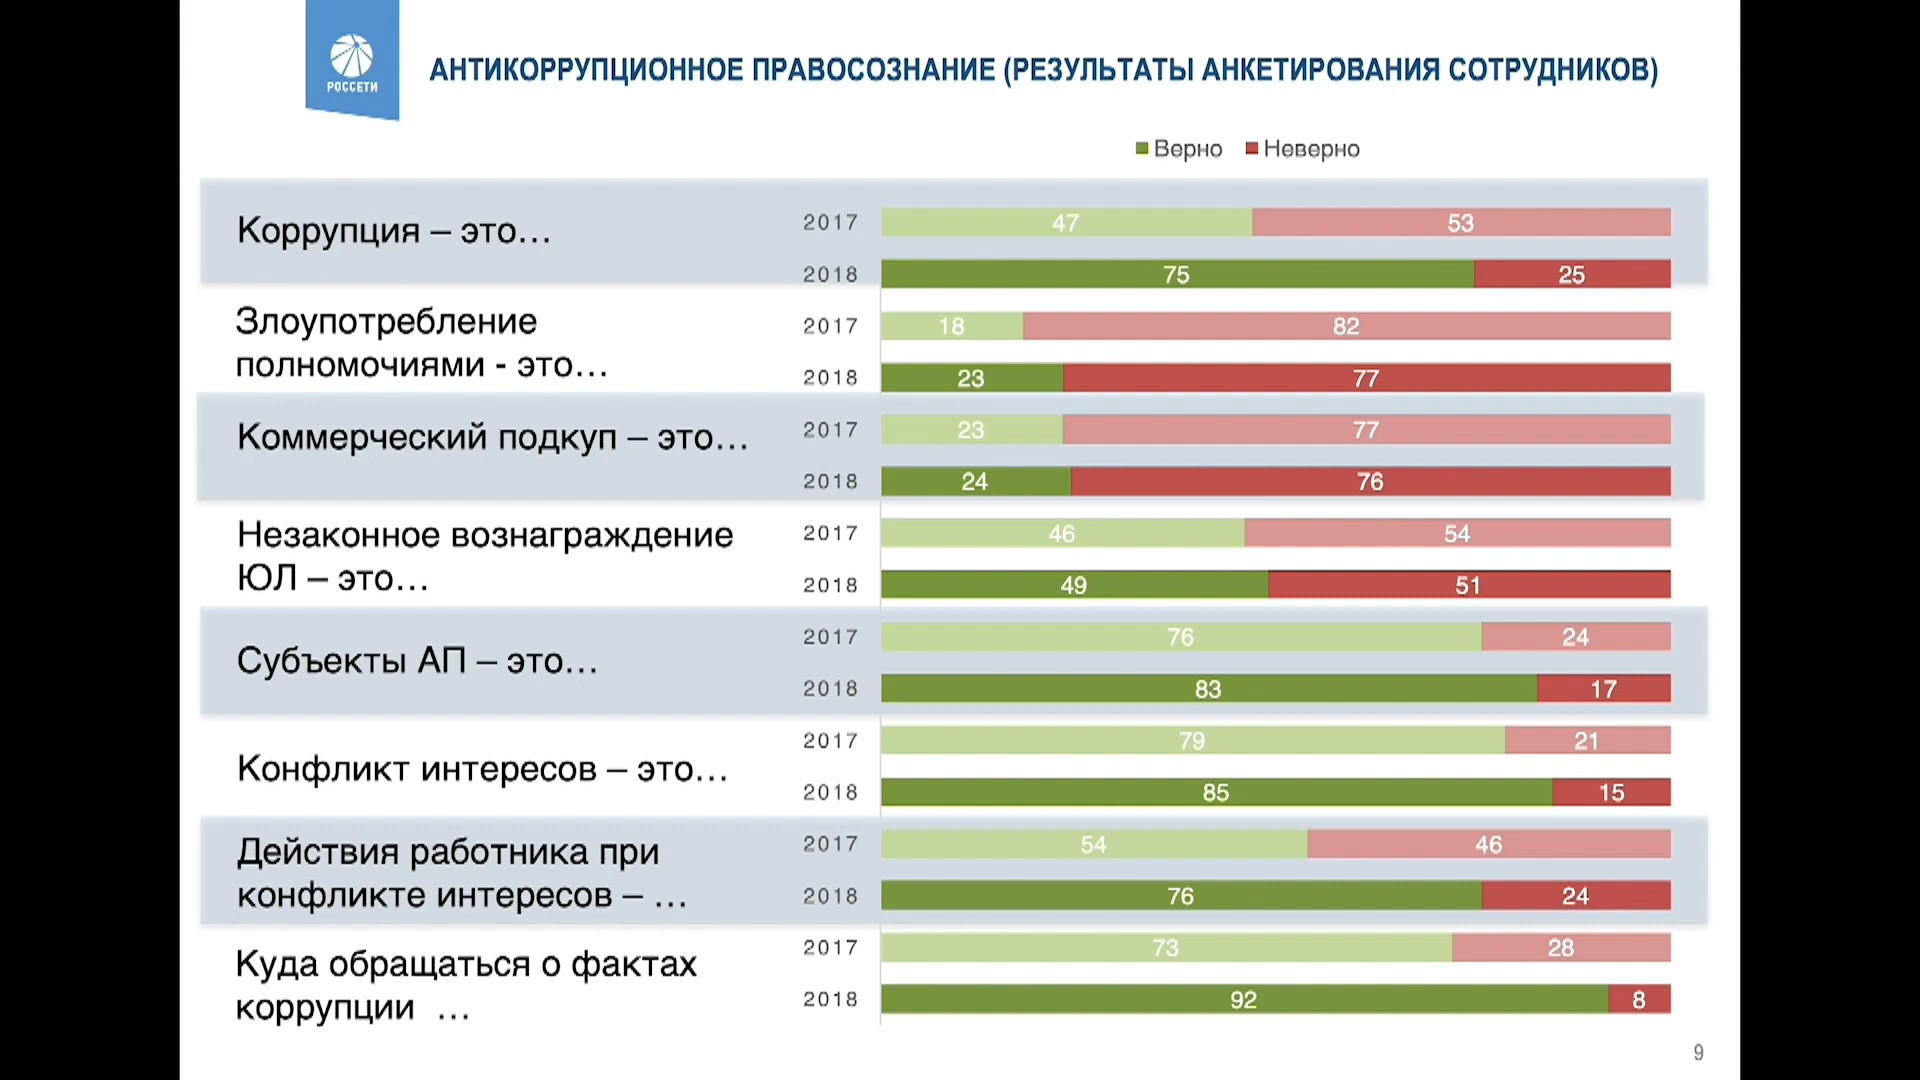 РОССЕТИ
АНТИКОРРУПЦИОННОЕ ПРАВОСОЗНАНИЕ (РЕЗУЛЬТАТЫ АНКЕТИРОВАНИЯ СОТРУДНИКОВ)
Верно Неверно
Коррупция – это…
2017 47 53
2018 75 25
Злоупотребление
полномочиями - это…
2017 18 82
2018 23 77
Коммерческий подкуп – это…
2017 23 77
2018 24 76
Незаконное вознаграждение
ЮЛ – это…
2017 46 54
2018 49 51
Субъекты АП – это…
2017 76 24
2018 83 17
Конфликт интересов – это…
2017 79 21
2018 85 15
Действия работника при
конфликте интересов – …
2017 54 46
2018 76 24
Куда обращаться о фактах
коррупции …
2017 73 28
2018 92 8
9